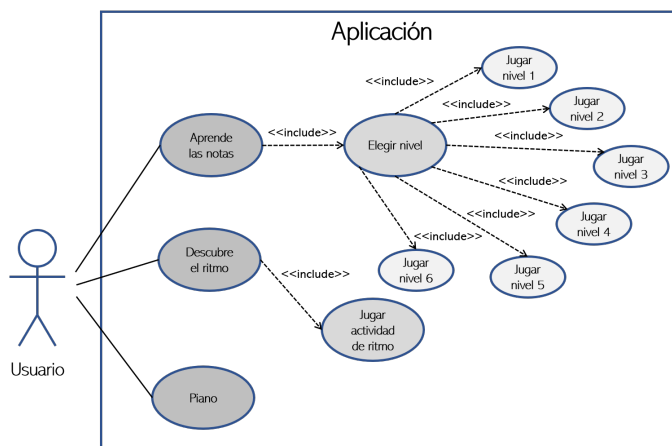 Aplicación
Jugar
nivel 1
<<include>>
Jugar
nivel 2
<<include>>
Aprende
las notas
<<include>>
Elegir nivel
<<include>>
Jugar
nivel 3
<<include>>
<<include>>
Jugar
nivel 4
<<include>>
Descubre
el ritmo
<<include>>
Jugar
nivel 6
Jugar
nivel 5
Jugar
actividad
de ritmo
Usuario
Piano